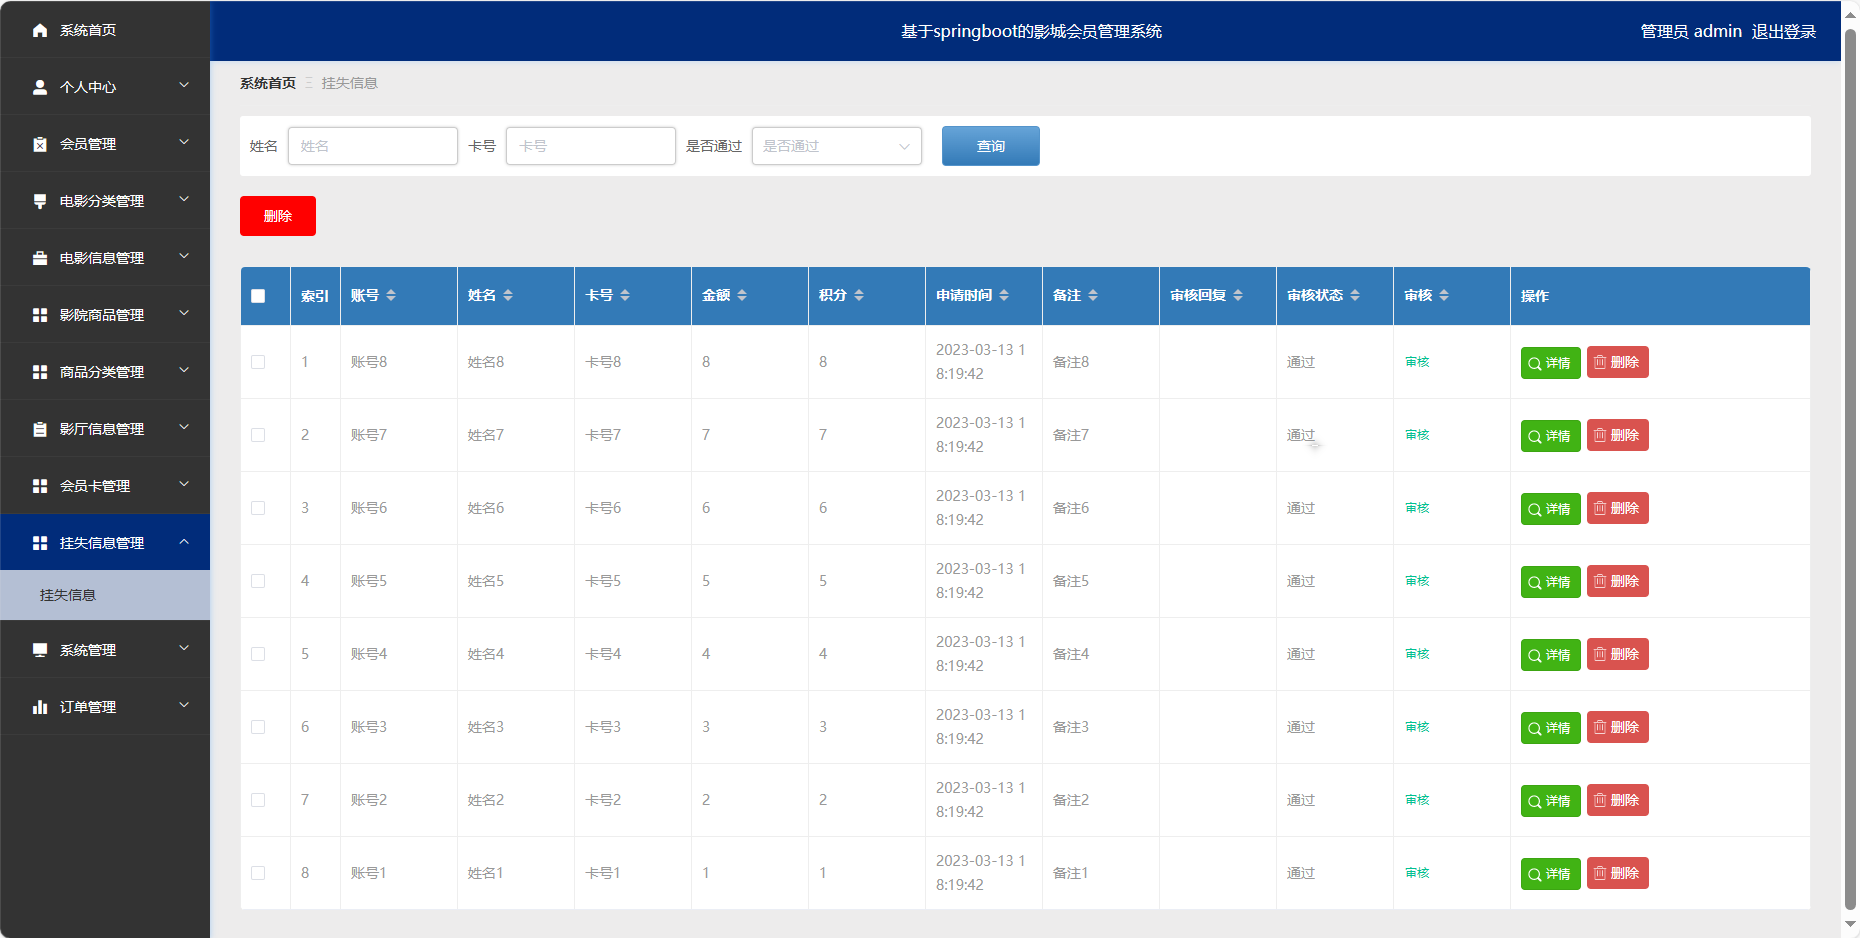 基于springboot的影城会员管理系统
管理员 admin 退出登录
系统首页
个人中心
会员管理
电影分类管理
电影信息管理
影院商品管理
商品分类管理
影厅信息管理
会员卡管理
挂失信息管理
挂失信息
系统管理
订单管理
系统首页 挂失信息
姓名 姓名 卡号 卡号 是否通过 是否通过 查询
删除
索引 账号 姓名 卡号 金额 积分 申请时间 备注 审核回复 审核状态 审核 操作
1 账号8 姓名8 卡号8 8 8 2023-03-13 1 备注8 通过 审核 详情 删除
8:19:42
2 账号7 姓名7 卡号7 7 7 2023-03-13 1 备注7 通过 审核 详情 删除
8:19:42
3 账号6 姓名6 卡号6 6 6 2023-03-13 1 备注6 通过 审核 详情 删除
8:19:42
4 账号5 姓名5 卡号5 5 5 2023-03-13 1 备注5 通过 审核 详情 删除
8:19:42
5 账号4 姓名4 卡号4 4 4 2023-03-13 1 备注4 通过 审核 详情 删除
8:19:42
6 账号3 姓名3 卡号3 3 3 2023-03-13 1 备注3 通过 审核 详情 删除
8:19:42
7 账号2 姓名2 卡号2 2 2 2023-03-13 1 备注2 通过 审核 详情 删除
8:19:42
8 账号1 姓名1 卡号1 1 1 2023-03-13 1 备注1 通过 审核 详情 删除
8:19:42